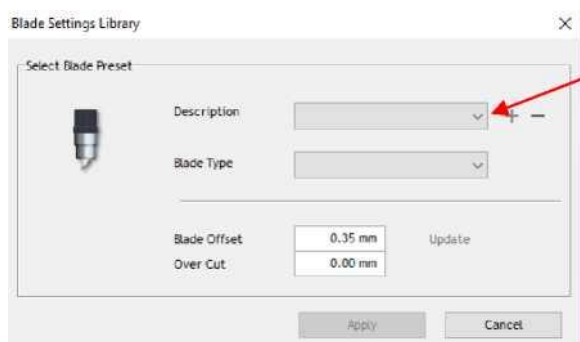 Blade Settings Library
Select Blade Preset
Description
Blade Type
Blade Offset 0.35 mm Update
Over Cut 0.00 mm
Apply Cancel